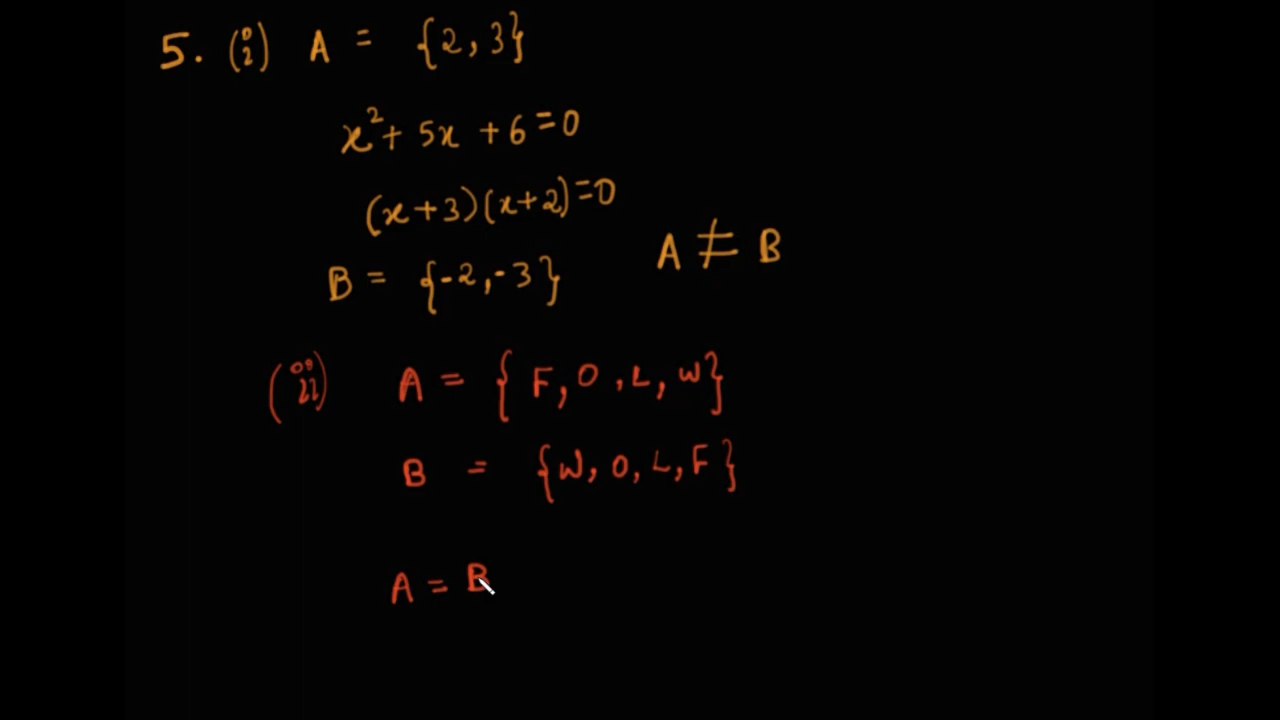 5. (i) A = {2, 3}
x² + 5x + 6 = 0
(x + 3)(x + 2) = 0
A ≠ B
B = {-2, -3}
(ii) A = {F, O, L, W}
B = {W, O, L, F}
A = B